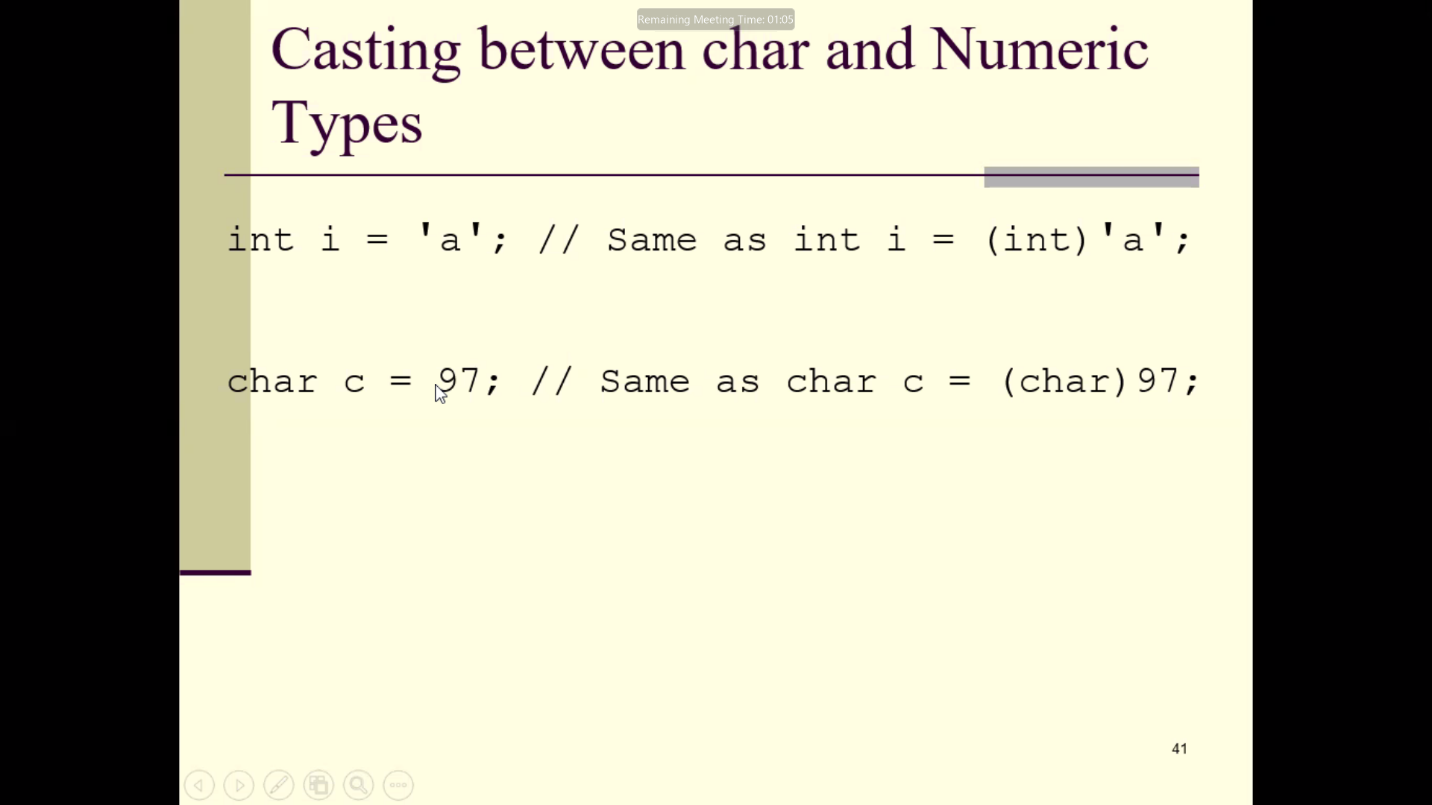 Remaining Meeting Time: 01:05
Casting between char and Numeric
Types
int i = 'a'; // Same as int i = (int)'a';
char c = 97; // Same as char c = (char)97;
41